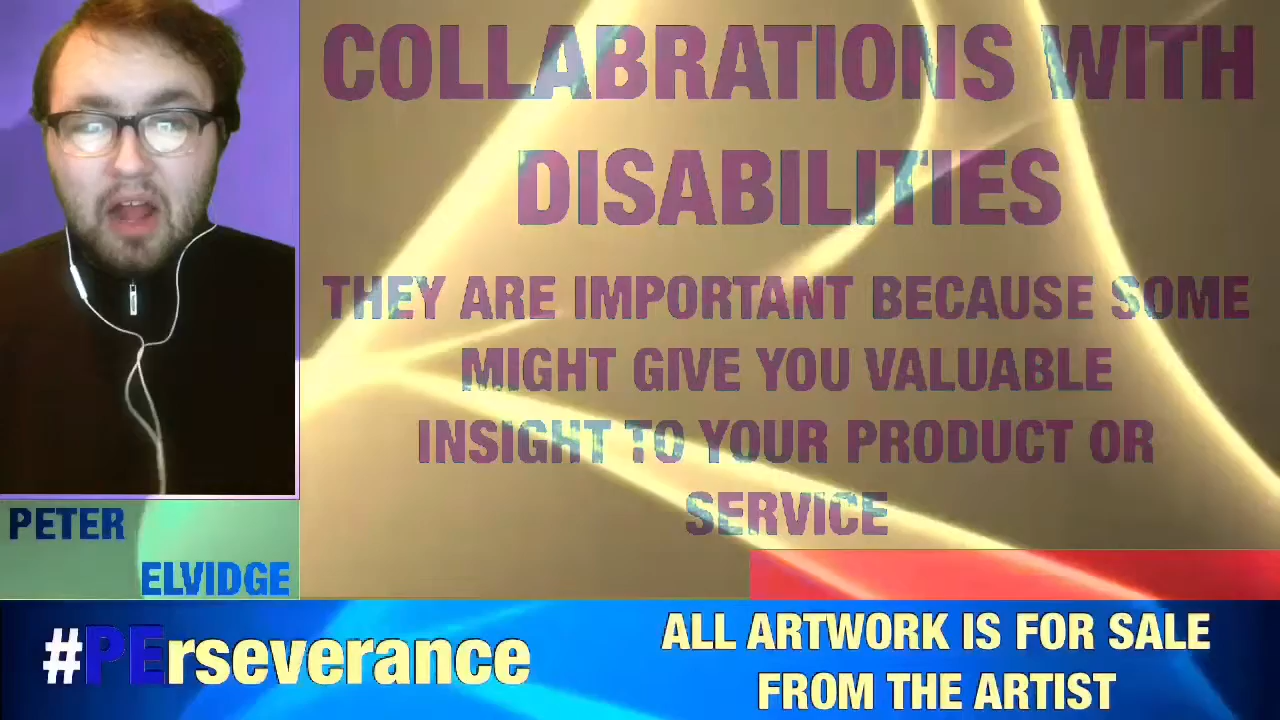 COLLABRATIONS WITH
DISABILITIES
THEY ARE IMPORTANT BECAUSE SOME
MIGHT GIVE YOU VALUABLE
INSIGHT TO YOUR PRODUCT OR
SERVICE
PETER
ELVIDGE
#PErseverance
ALL ARTWORK IS FOR SALE
FROM THE ARTIST